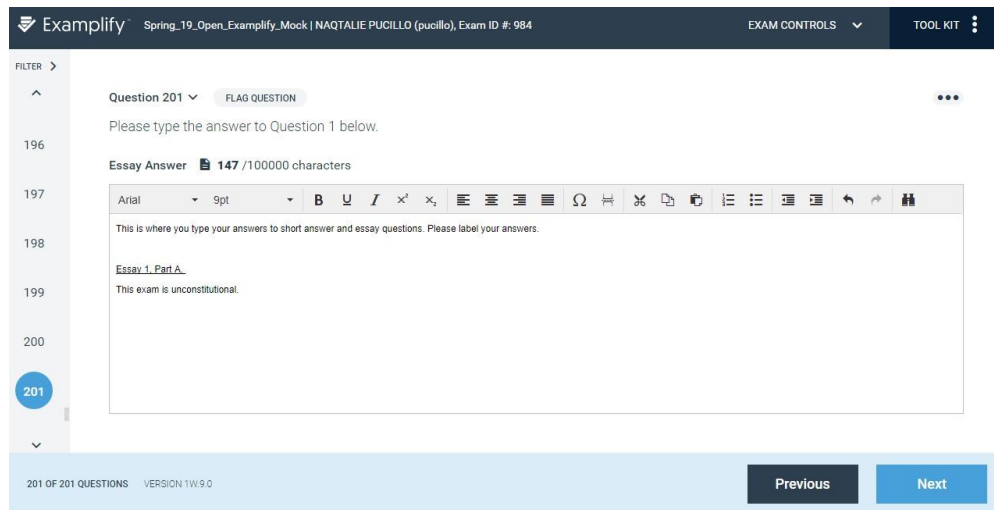 Examplify Spring_19_Open_Examplify_Mock | NAQTALIE PUCILLO (pucillo), Exam ID #: 984 EXAM CONTROLS TOOL KIT
FILTER
Question 201 FLAG QUESTION
Please type the answer to Question 1 below.
196
Essay Answer 147 /100000 characters
197
Arial 9pt B U I x² x₂ Ω
This is where you type your answers to short answer and essay questions. Please label your answers.
198
Essay 1, Part A.
199
This exam is unconstitutional.
200
201
201 OF 201 QUESTIONS VERSION 1W.9.0 Previous Next